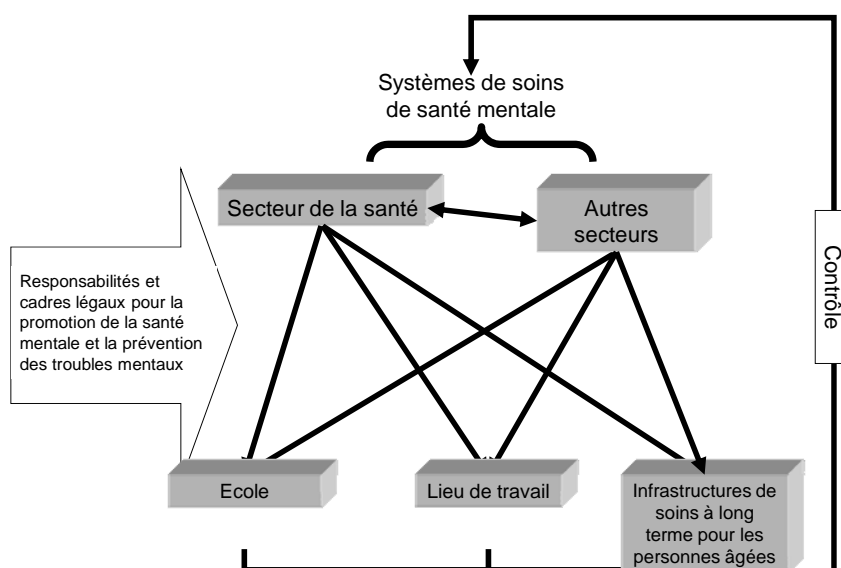 Systèmes de soins
de santé mentale
Secteur de la santé
Autres
secteurs
Responsabilités et
cadres légaux pour la
promotion de la santé
mentale et la prévention
des troubles mentaux
Contrôle
Ecole
Lieu de travail
Infrastructures de
soins à long
terme pour les
personnes âgées